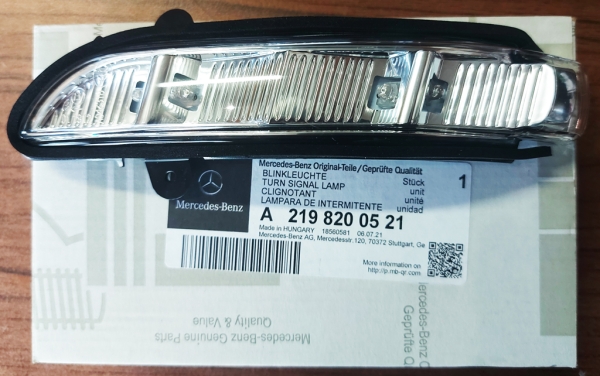 Mercedes-Benz Original-Teile/Geprüfte Qualität
BLINKLEUCHTE Stück
TURN SIGNAL LAMP unit
CLIGNOTANT unité
LAMPARA DE INTERMITENTE unidad
1
Mercedes-Benz
A 219 820 05 21
Made in HUNGARY 18560581 06.07.21
Mercedes-Benz AG, Mercedesstr.120, 70372 Stuttgart, Ge
More information on
http://p.mb-qr.com
Mercedes-Benz Genuine Parts
Quality & Value
Mercedes-Benz O
Geprüfte Q